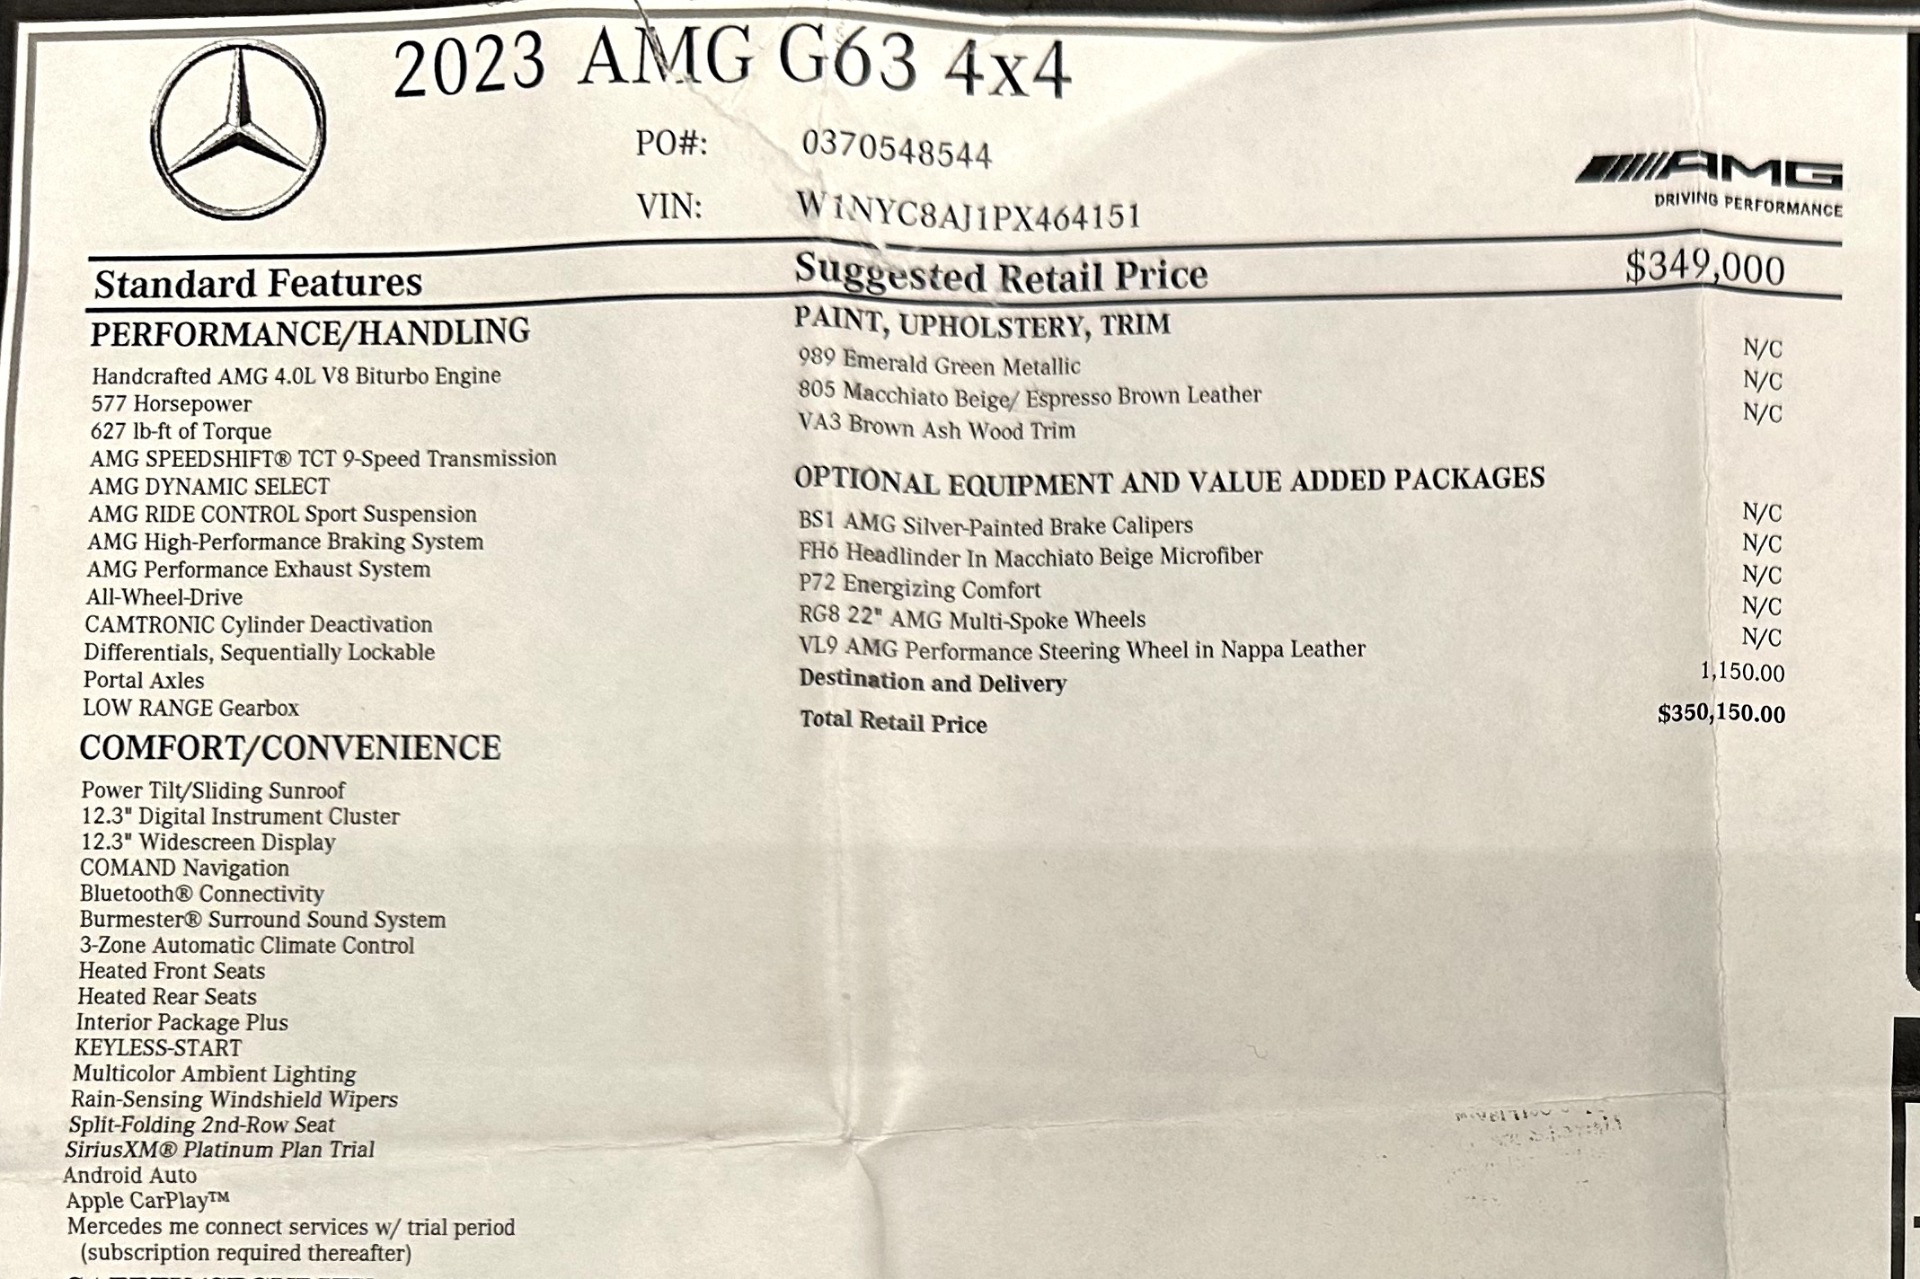 2023 AMG G63 4x4
PO#: 0370548544
VIN: W1NYC8AJ1PX464151
AMG
DRIVING PERFORMANCE
Standard Features
PERFORMANCE/HANDLING
Handcrafted AMG 4.0L V8 Biturbo Engine
577 Horsepower
627 lb-ft of Torque
AMG SPEEDSHIFT® TCT 9-Speed Transmission
AMG DYNAMIC SELECT
AMG RIDE CONTROL Sport Suspension
AMG High-Performance Braking System
AMG Performance Exhaust System
All-Wheel-Drive
CAMTRONIC Cylinder Deactivation
Differentials, Sequentially Lockable
Portal Axles
LOW RANGE Gearbox
COMFORT/CONVENIENCE
Power Tilt/Sliding Sunroof
12.3" Digital Instrument Cluster
12.3" Widescreen Display
COMAND Navigation
Bluetooth® Connectivity
Burmester® Surround Sound System
3-Zone Automatic Climate Control
Heated Front Seats
Heated Rear Seats
Interior Package Plus
KEYLESS-START
Multicolor Ambient Lighting
Rain-Sensing Windshield Wipers
Split-Folding 2nd-Row Seat
SiriusXM® Platinum Plan Trial
Android Auto
Apple CarPlay™
Mercedes me connect services w/ trial period
(subscription required thereafter)
Suggested Retail Price $349,000
PAINT, UPHOLSTERY, TRIM
989 Emerald Green Metallic N/C
805 Macchiato Beige/ Espresso Brown Leather N/C
VA3 Brown Ash Wood Trim N/C
OPTIONAL EQUIPMENT AND VALUE ADDED PACKAGES
BS1 AMG Silver-Painted Brake Calipers N/C
FH6 Headlinder In Macchiato Beige Microfiber N/C
P72 Energizing Comfort N/C
RG8 22" AMG Multi-Spoke Wheels N/C
VL9 AMG Performance Steering Wheel in Nappa Leather N/C
Destination and Delivery 1,150.00
Total Retail Price $350,150.00